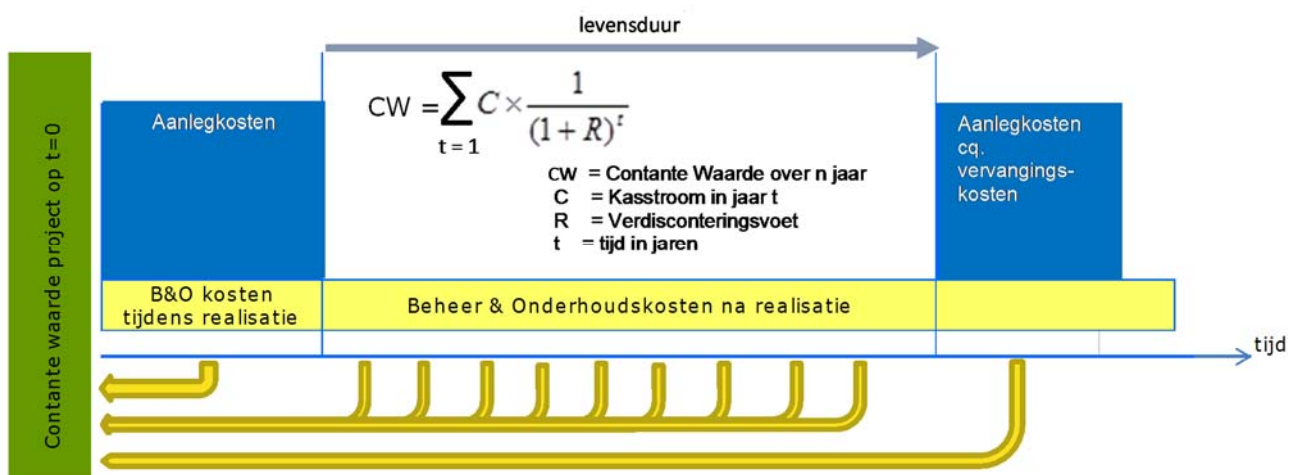 levensduur
Contante waarde project op t=0
Aanlegkosten
CW = ∑ C × 1 / (1 + R)^t
t = 1
CW = Contante Waarde over n jaar
C = Kasstroom in jaar t
R = Verdisconteringsvoet
t = tijd in jaren
Aanlegkosten
cq.
vervangings-
kosten
B&O kosten
tijdens realisatie
Beheer & Onderhoudskosten na realisatie
tijd